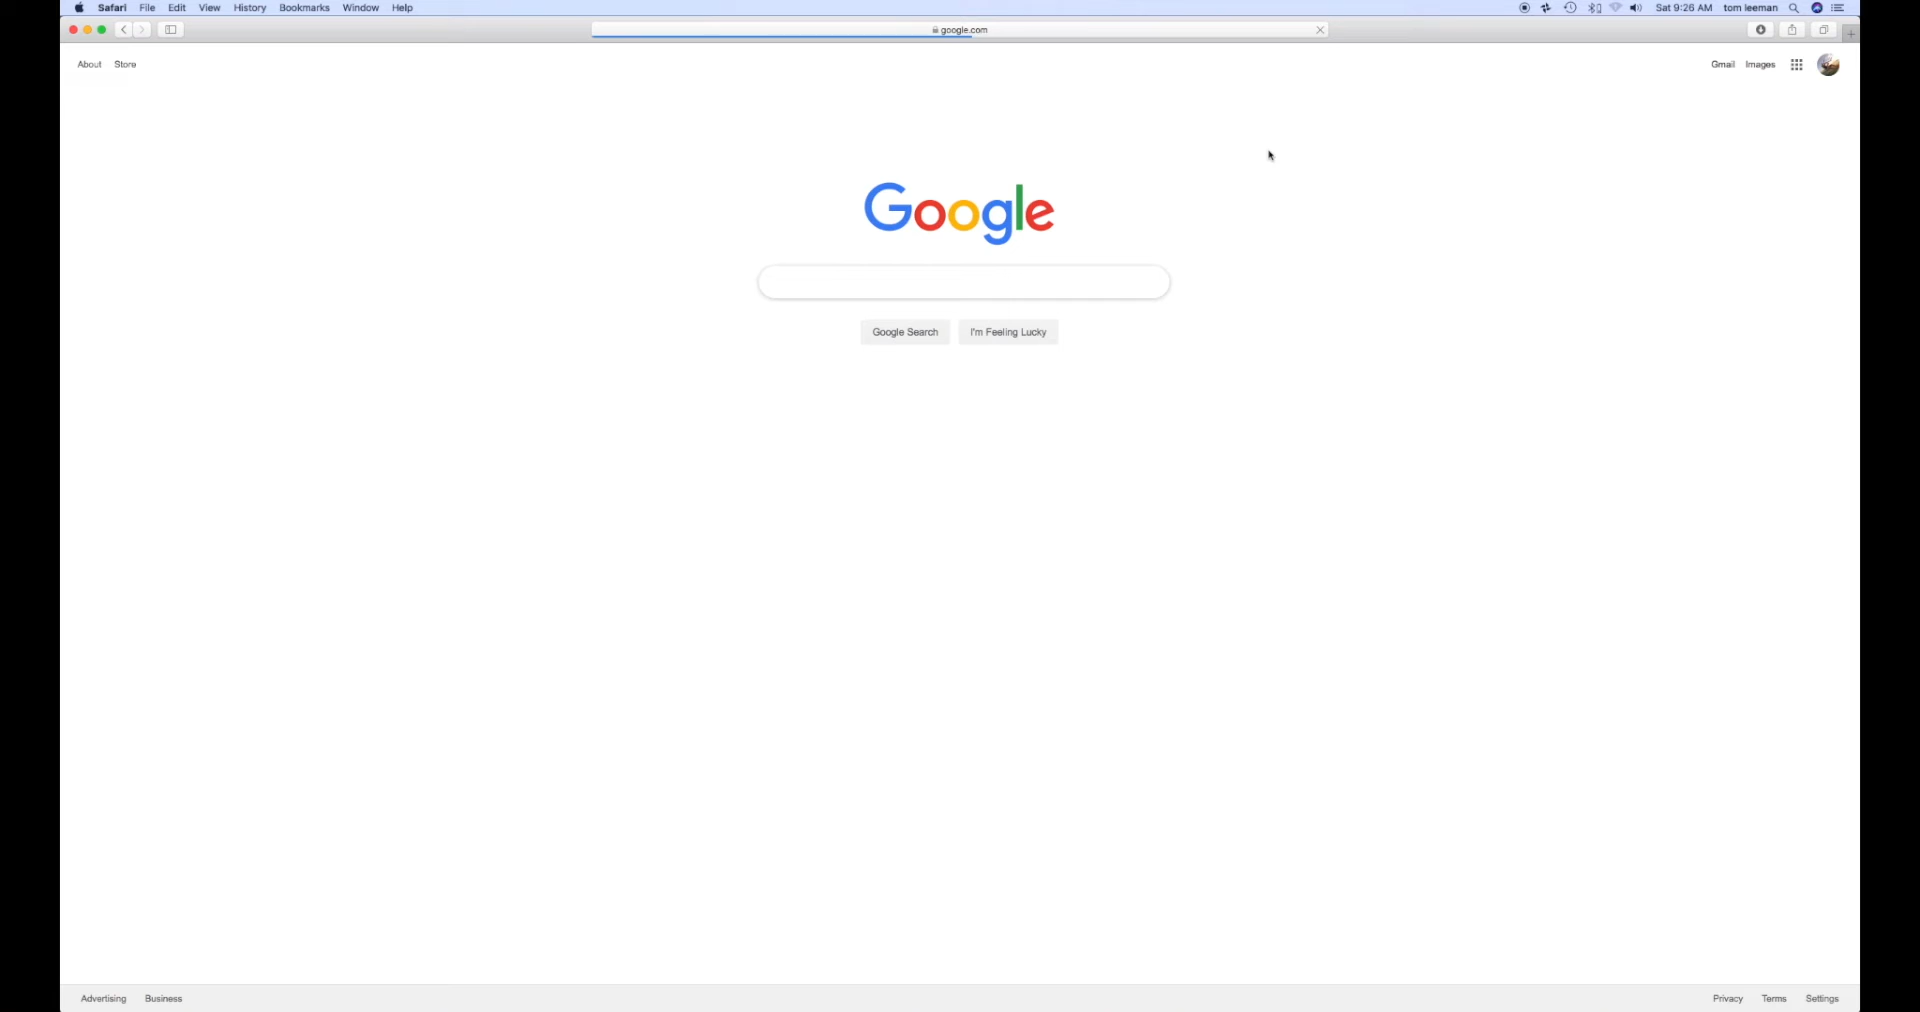 Safari File Edit View History Bookmarks Window Help Sat 9:26 AM tom leeman
google.com
About Store Gmail Images
Google
Google Search I'm Feeling Lucky
Advertising Business Privacy Terms Settings